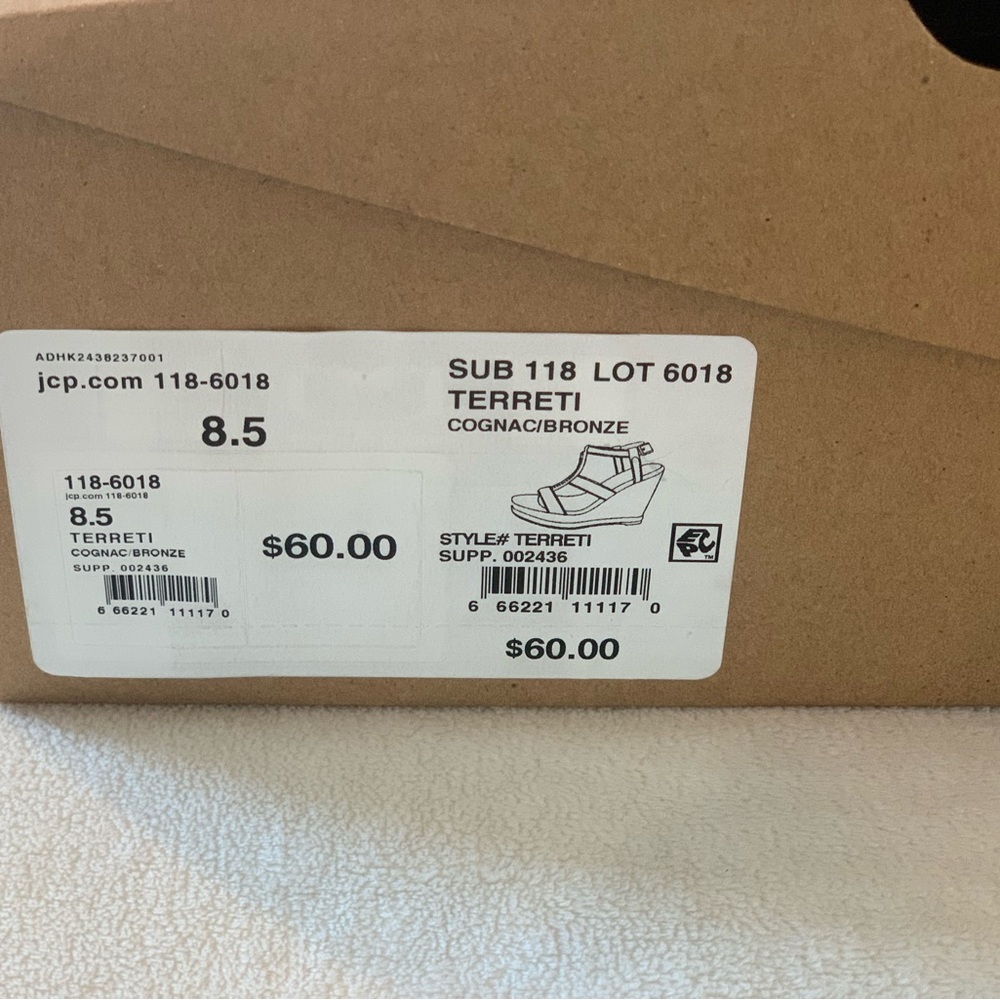 ADHK2438237001
jcp.com 118-6018
8.5
118-6018
jcp.com 118-6018
8.5
TERRETI
COGNAC/BRONZE
SUPP. 002436
6 66221 11117 0
$60.00
SUB 118 LOT 6018
TERRETI
COGNAC/BRONZE
STYLE# TERRETI
SUPP. 002436
6 66221 11117 0
$60.00
TM